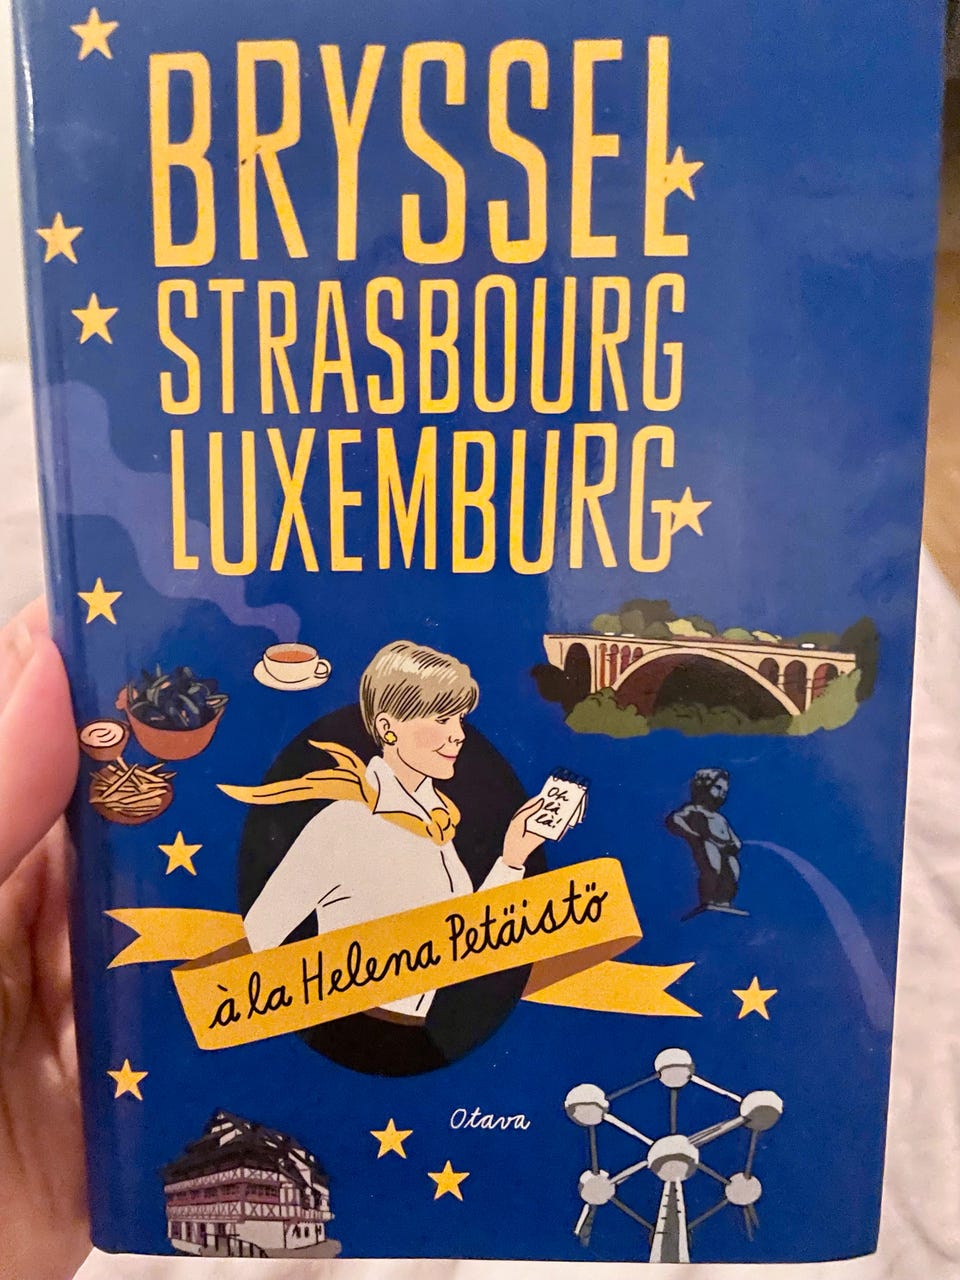 BRYSSEL
STRASBOURG
LUXEMBURG
Oh
là
là!
à la Helena Petäistö
Otava